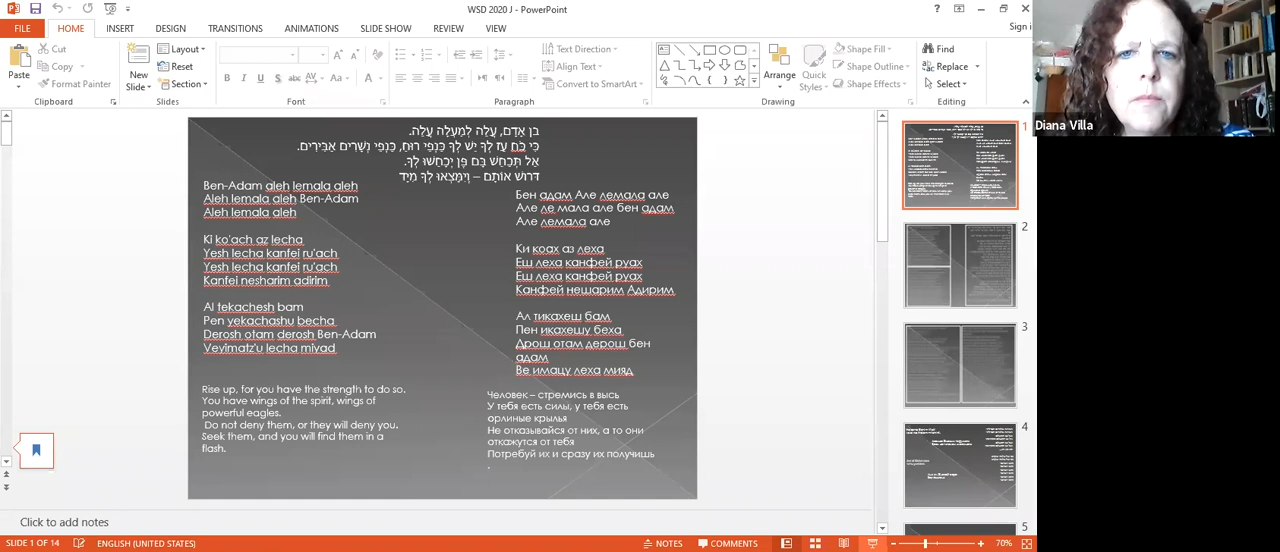 WSD 2020 J - PowerPoint
FILE HOME INSERT DESIGN TRANSITIONS ANIMATIONS SLIDE SHOW REVIEW VIEW
Sign i
Paste
Cut
Copy
Format Painter
Clipboard
New Slide
Layout
Reset
Section
Slides
Font
Paragraph
Text Direction
Align Text
Convert to SmartArt
Arrange
Quick Styles
Shape Fill
Shape Outline
Shape Effects
Drawing
Find
Replace
Select
Editing
בֶּן אָדָם, עֲלֵה לְמַעְלָה עֲלֵה.
כִּי כֹּחַ עַז לְךָ יֵשׁ לְךָ כַּנְפֵי רוּחַ, כַּנְפֵי נְשָׁרִים אַבִּירִים.
אַל תְּכַחֵשׁ בָּם פֶּן יְכַחֲשׁוּ לְךָ.
דְּרוֹשׁ אוֹתָם – וְיִמָּצְאוּ לְךָ מִיָּד
Ben-Adam aleh lemala aleh
Aleh lemala aleh Ben-Adam
Aleh lemala aleh
Ki ko'ach az lecha
Yesh lecha kanfei ru'ach
Yesh lecha kanfei ru'ach
Kanfei nesharim adirim
Al tekachesh bam
Pen yekachashu becha
Derosh otam derosh Ben-Adam
Veyimatz'u lecha miyad
Rise up, for you have the strength to do so.
You have wings of the spirit, wings of
powerful eagles.
Do not deny them, or they will deny you.
Seek them, and you will find them in a
flash.
Бен адам Але лемала але
Але ле мала але бен адам
Але лемала але
Ки коах аз леха
Еш леха канфей руах
Еш леха канфей руах
Канфей нешарим Адирим
Ал тикахеш бам
Пен икахешу беха
Дрош отам дерош бен
адам
Ве имацу леха мияд
Человек – стремись в высь
У тебя есть силы, у тебя есть
орлиные крылья
Не отказывайся от них, а то они
откажутся от тебя
Потребуй их и сразу их получишь
.
Diana Villa
1
2
3
4
5
Click to add notes
SLIDE 1 OF 14 ENGLISH (UNITED STATES) NOTES COMMENTS 70%